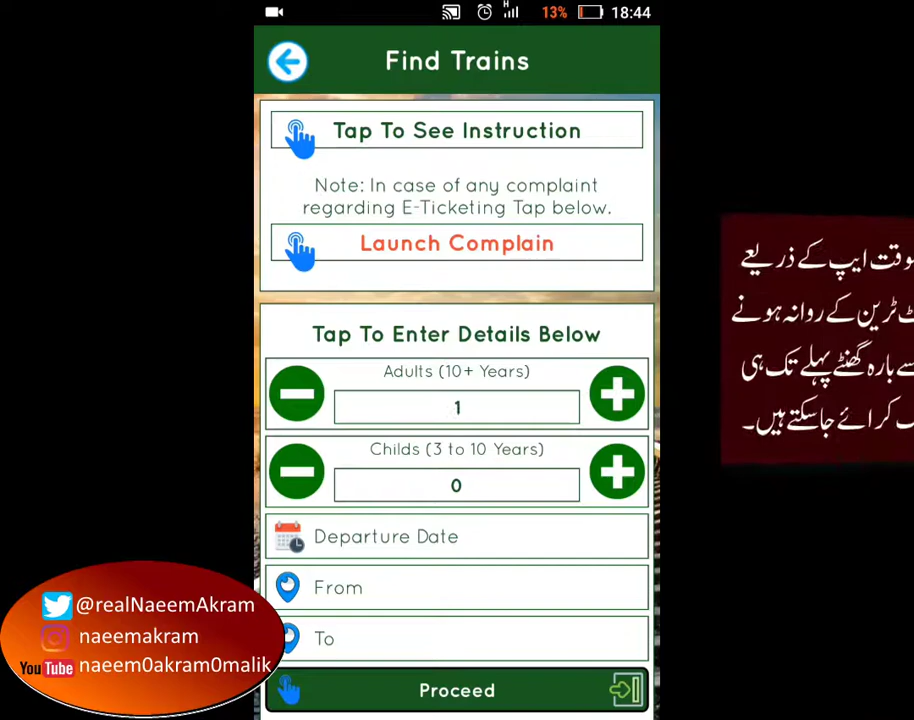 H
13%
18:44
Find Trains
Tap To See Instruction
Note: In case of any complaint
regarding E-Ticketing Tap below.
Launch Complain
Tap To Enter Details Below
Adults (10+ Years)
1
Childs (3 to 10 Years)
0
Departure Date
From
To
Proceed
وقت ایپ کے ذریعے
ٹرین کے روانہ ہونے
سے بارہ گھنٹے پہلے تک ہی
کرائے جاسکتے ہیں۔
@realNaeemAkram
naeemakram
YouTube naeem0akram0malik